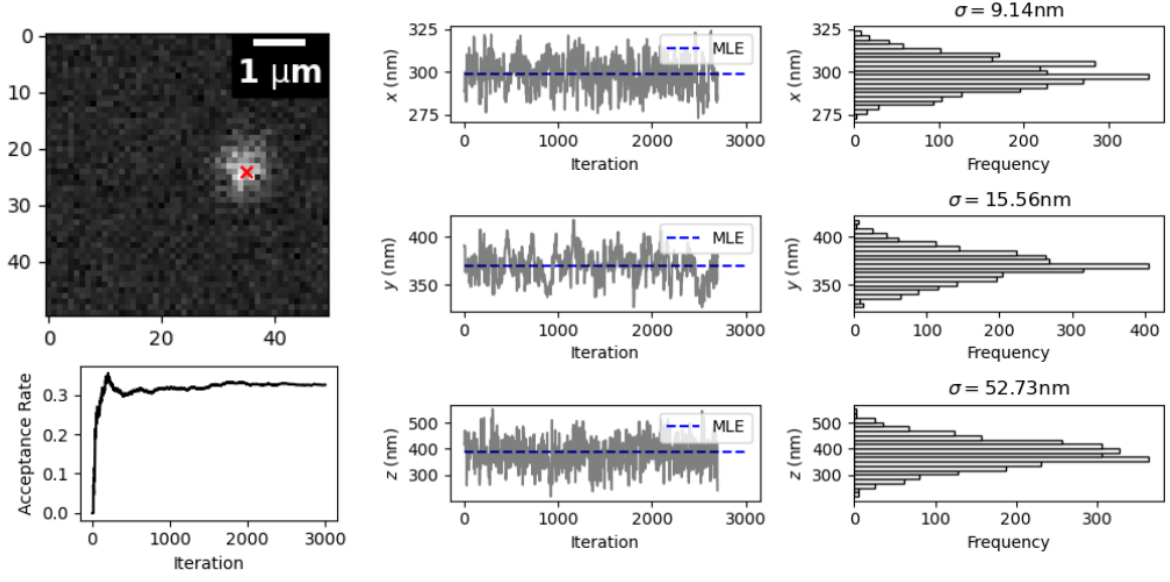 0
10
20
30
40
0 20 40
1 μm
Acceptance Rate
0.3
0.2
0.1
0.0
0 1000 2000 3000
Iteration
x (nm)
325
300
275
MLE
0 1000 2000 3000
Iteration
σ = 9.14nm
x (nm)
325
300
275
0 100 200 300
Frequency
y (nm)
400
350
MLE
0 1000 2000 3000
Iteration
σ = 15.56nm
y (nm)
400
350
0 100 200 300 400
Frequency
z (nm)
500
400
300
MLE
0 1000 2000 3000
Iteration
σ = 52.73nm
z (nm)
500
400
300
0 100 200 300
Frequency